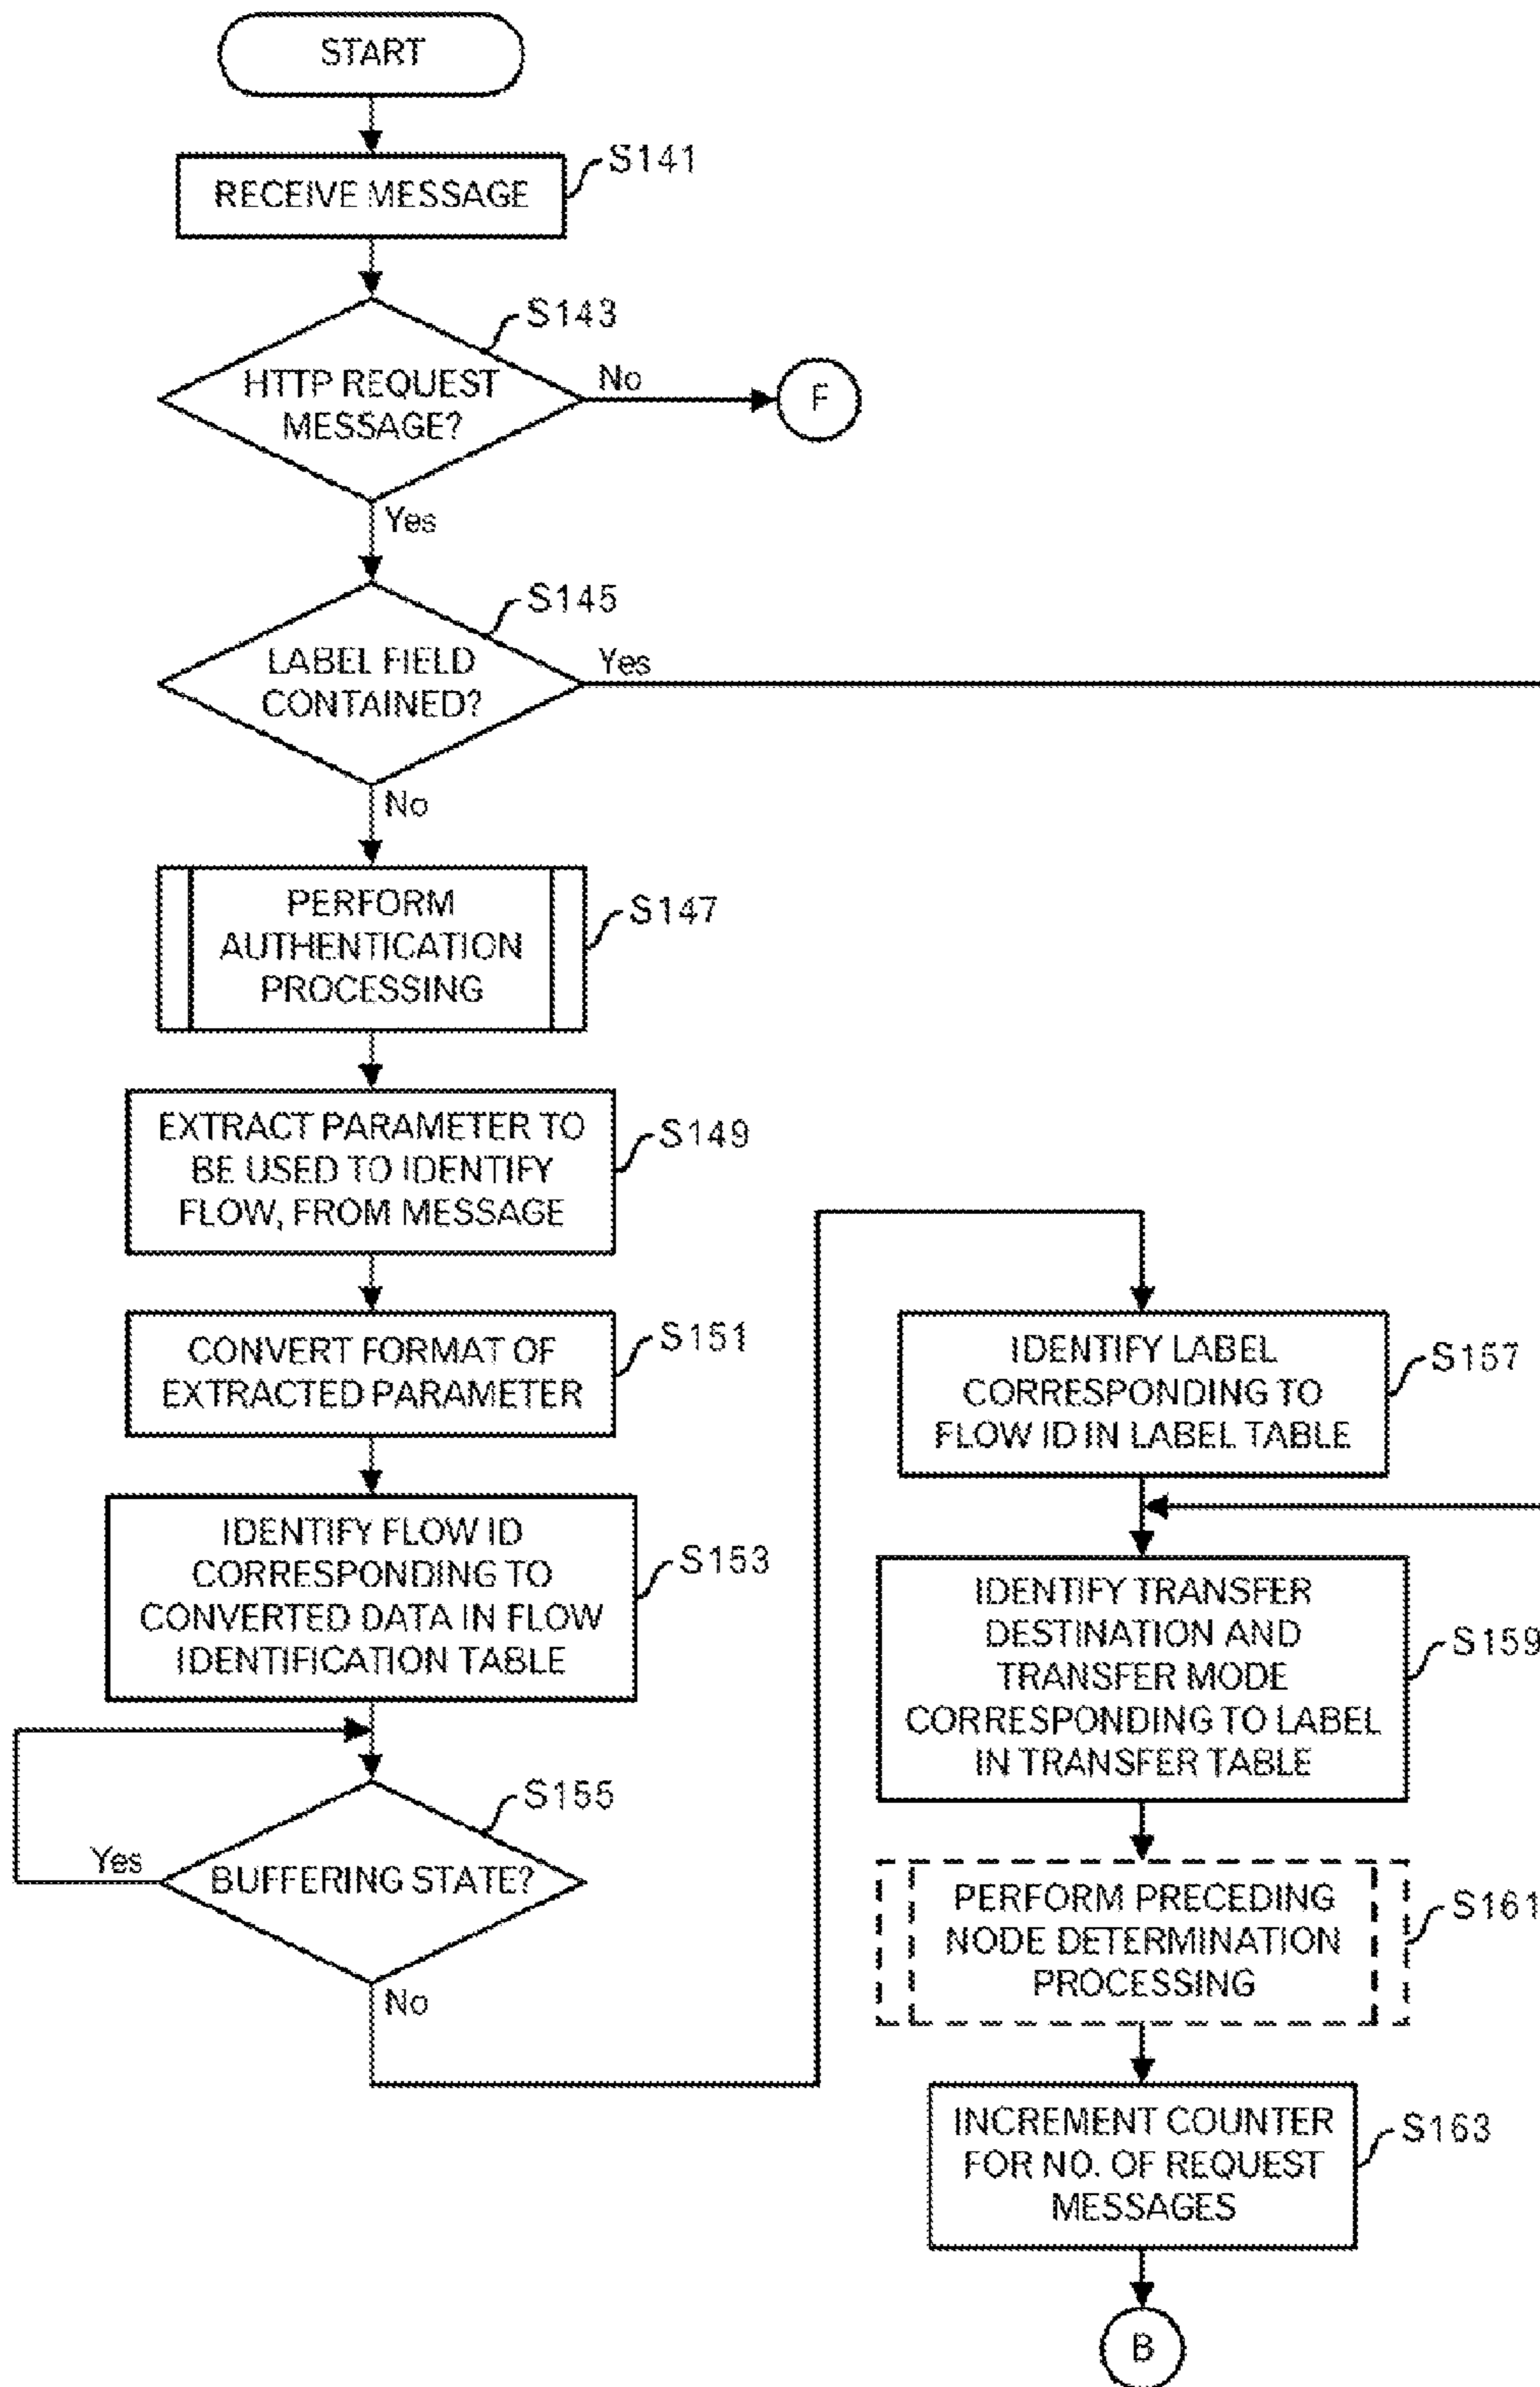 START
RECEIVE MESSAGE
S141
HTTP REQUEST
MESSAGE?
S143
No
F
Yes
LABEL FIELD
CONTAINED?
S145
Yes
No
PERFORM
AUTHENTICATION
PROCESSING
S147
EXTRACT PARAMETER TO
BE USED TO IDENTIFY
FLOW, FROM MESSAGE
S149
CONVERT FORMAT OF
EXTRACTED PARAMETER
S151
IDENTIFY FLOW ID
CORRESPONDING TO
CONVERTED DATA IN FLOW
IDENTIFICATION TABLE
S153
BUFFERING STATE?
S155
Yes
No
IDENTIFY LABEL
CORRESPONDING TO
FLOW ID IN LABEL TABLE
S157
IDENTIFY TRANSFER
DESTINATION AND
TRANSFER MODE
CORRESPONDING TO LABEL
IN TRANSFER TABLE
S159
PERFORM PRECEDING
NODE DETERMINATION
PROCESSING
S161
INCREMENT COUNTER
FOR NO. OF REQUEST
MESSAGES
S163
B